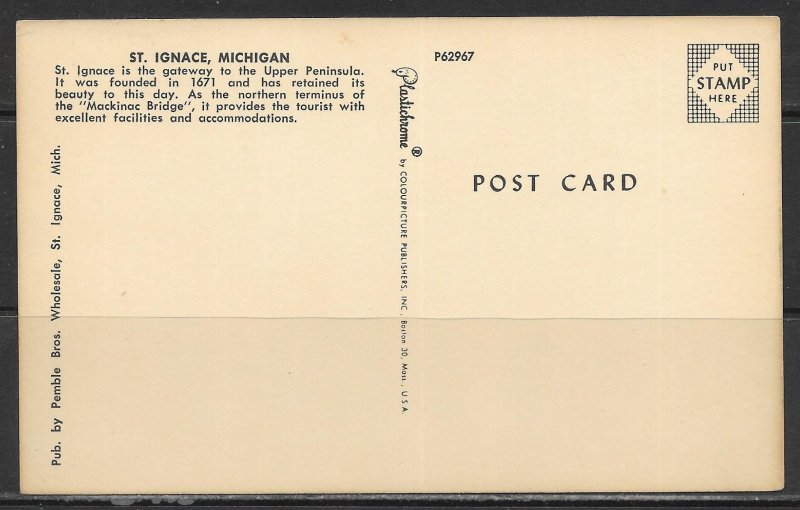 ST. IGNACE, MICHIGAN
St. Ignace is the gateway to the Upper Peninsula.
It was founded in 1671 and has retained its
beauty to this day. As the northern terminus of
the "Mackinac Bridge", it provides the tourist with
excellent facilities and accommodations.
Pub. by Pemble Bros. Wholesale, St. Ignace, Mich.
Plastichrome ® by COLOURPICTURE PUBLISHERS, INC., Boston 30, Mass., U.S.A.
P62967
PUT
STAMP
HERE
POST CARD